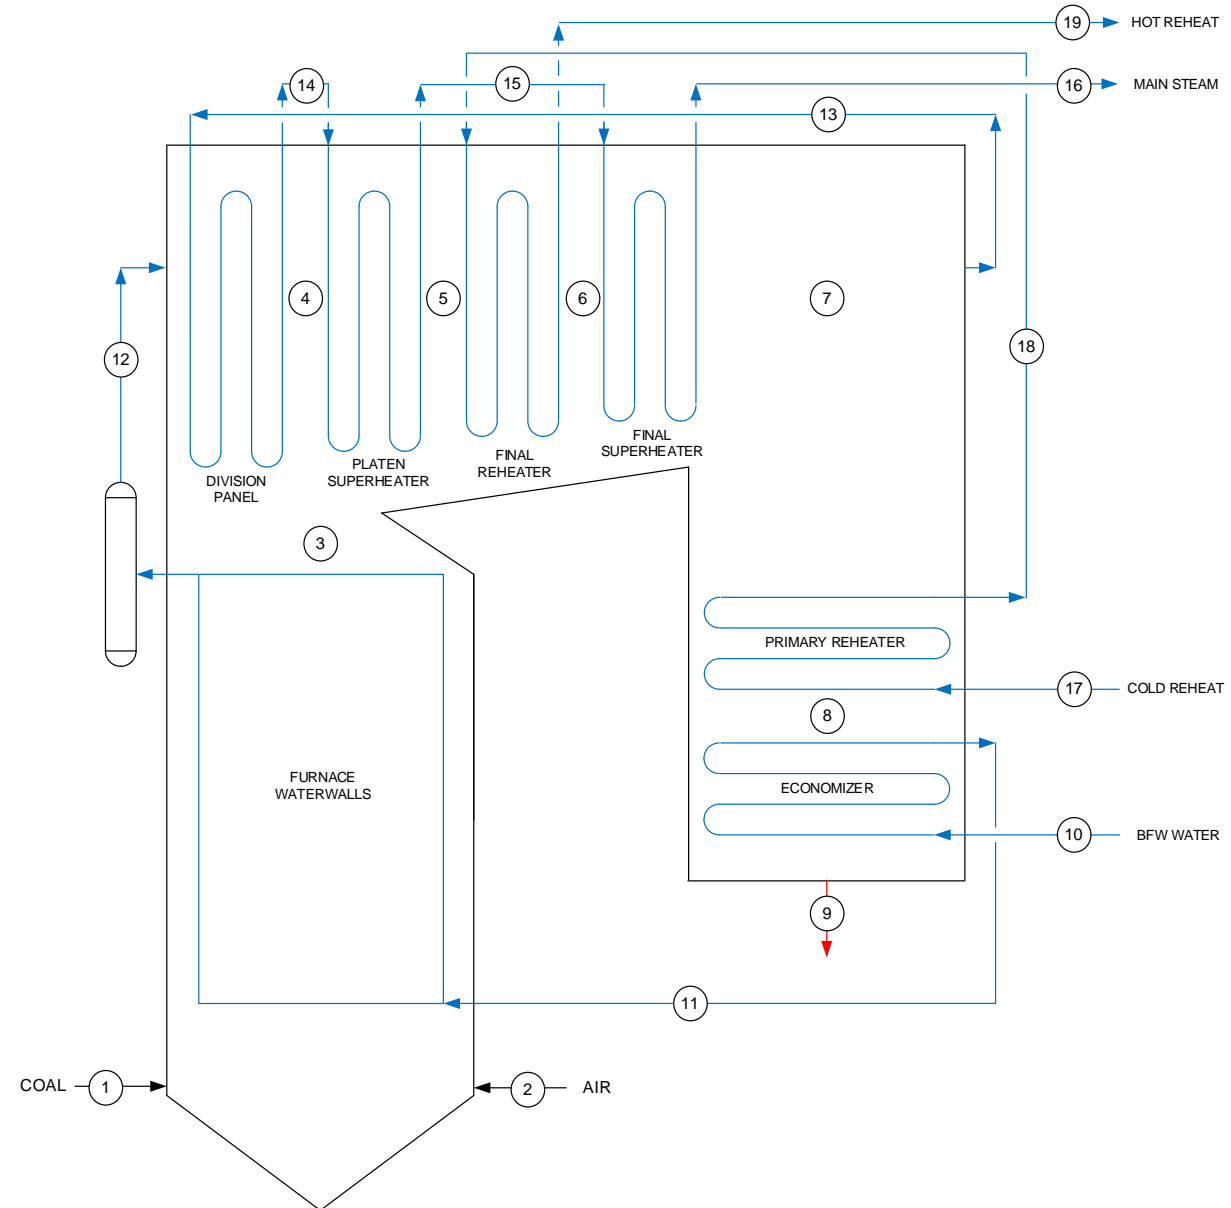 19
HOT REHEAT
14
15
16
MAIN STEAM
13
4
5
6
7
12
18
DIVISION
PANEL
PLATEN
SUPERHEATER
FINAL
REHEATER
FINAL
SUPERHEATER
3
PRIMARY REHEATER
17
COLD REHEAT
8
FURNACE
WATERWALLS
ECONOMIZER
10
BFW WATER
9
11
COAL
1
2
AIR